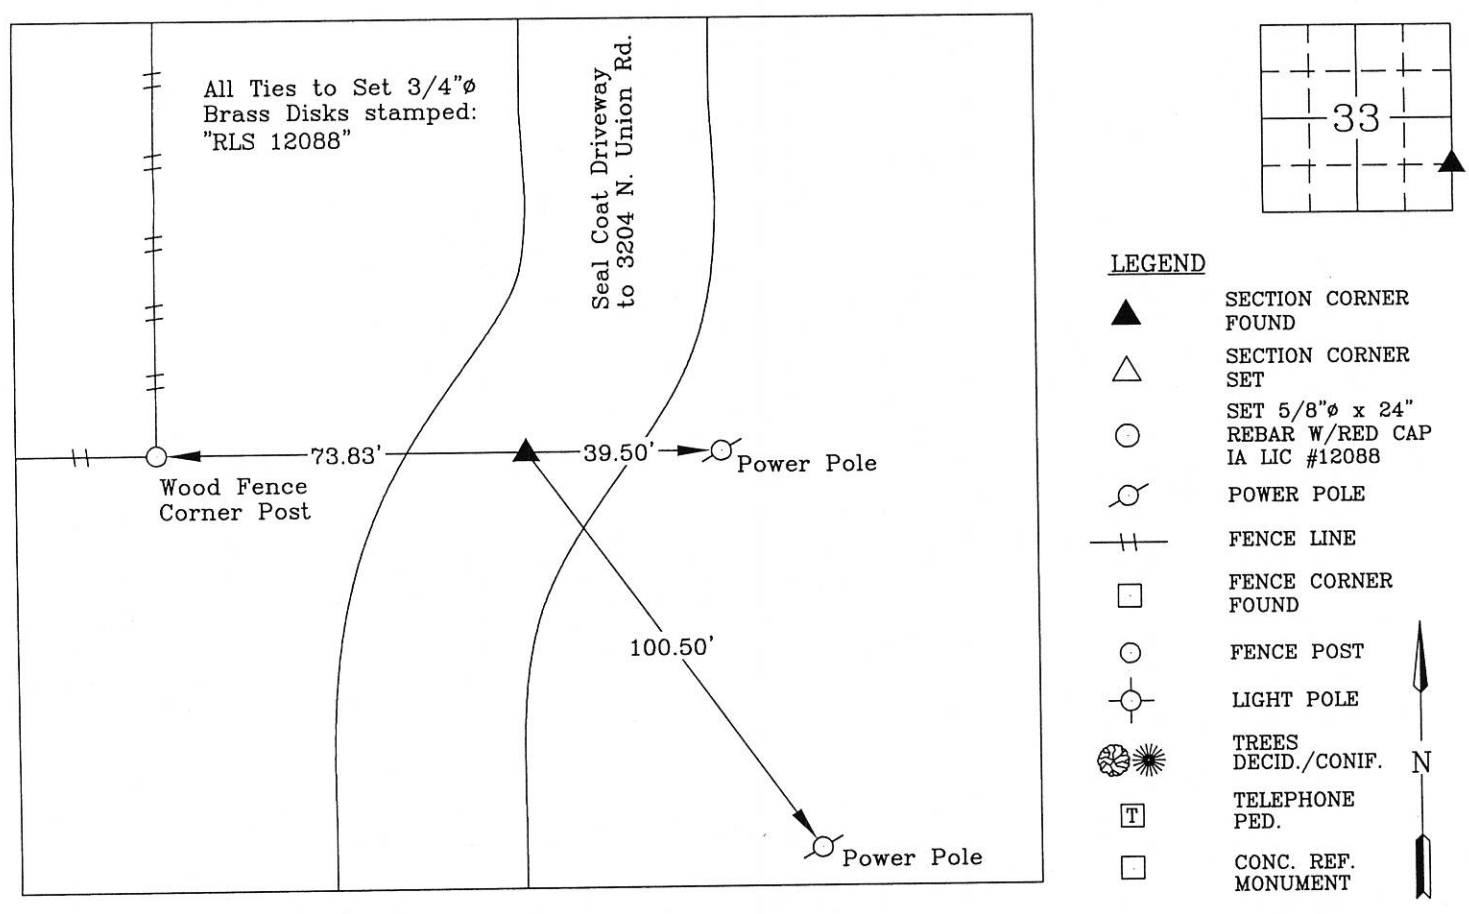 All Ties to Set 3/4"ø
Brass Disks stamped:
"RLS 12088"
Seal Coat Driveway
to 3204 N. Union Rd.
73.83'
39.50'
Power Pole
Wood Fence
Corner Post
100.50'
Power Pole
33
LEGEND
SECTION CORNER
FOUND
SECTION CORNER
SET
SET 5/8"ø x 24"
REBAR W/RED CAP
IA LIC #12088
POWER POLE
FENCE LINE
FENCE CORNER
FOUND
FENCE POST
LIGHT POLE
TREES
DECID./CONIF.
T
TELEPHONE
PED.
CONC. REF.
MONUMENT
N